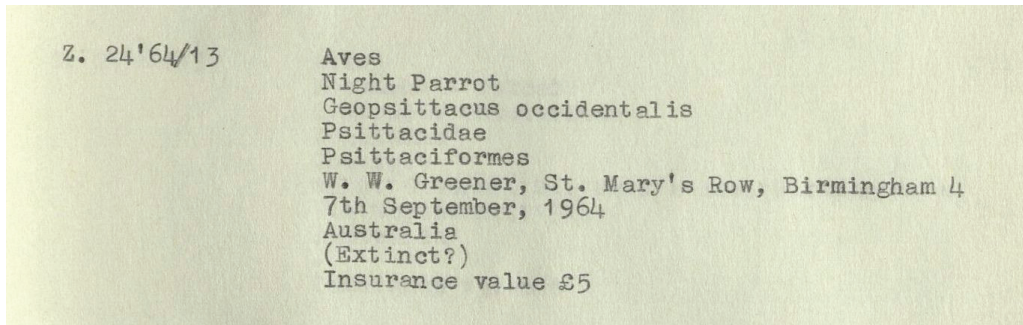 Z. 24'64/13 Aves
Night Parrot
Geopsittacus occidentalis
Psittacidae
Psittaciformes
W. W. Greener, St. Mary's Row, Birmingham 4
7th September, 1964
Australia
(Extinct?)
Insurance value £5